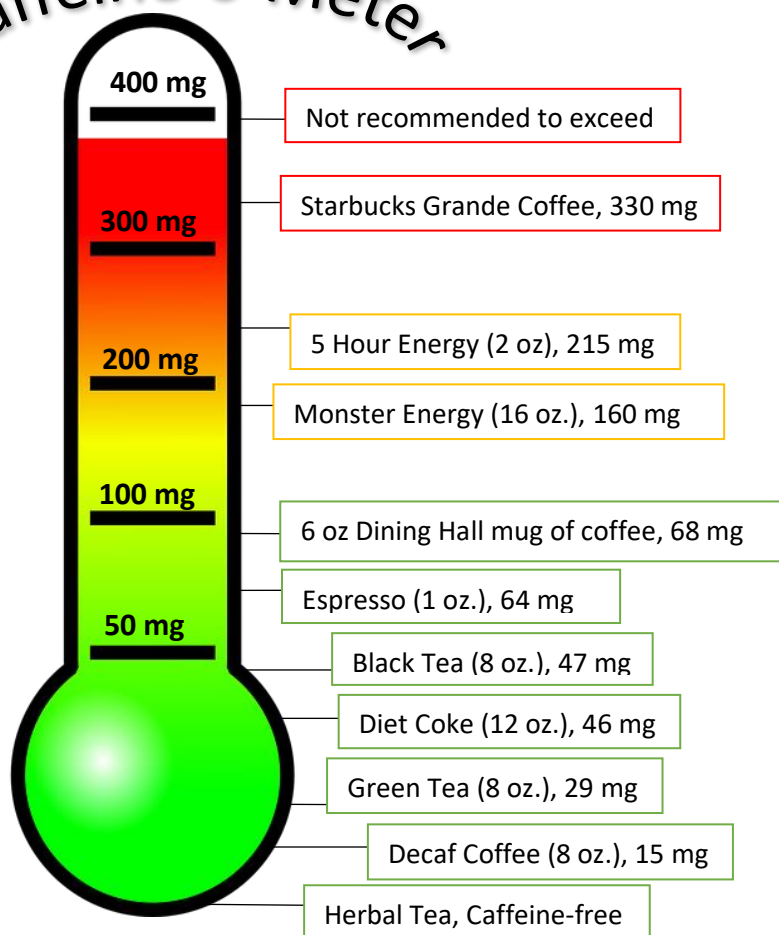 Meter
400 mg
Not recommended to exceed
Starbucks Grande Coffee, 330 mg
300 mg
5 Hour Energy (2 oz), 215 mg
200 mg
Monster Energy (16 oz.), 160 mg
100 mg
6 oz Dining Hall mug of coffee, 68 mg
Espresso (1 oz.), 64 mg
50 mg
Black Tea (8 oz.), 47 mg
Diet Coke (12 oz.), 46 mg
Green Tea (8 oz.), 29 mg
Decaf Coffee (8 oz.), 15 mg
Herbal Tea, Caffeine-free